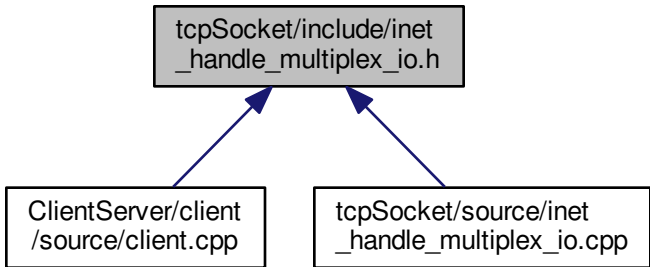 tcpSocket/include/inet
_handle_multiplex_io.h
ClientServer/client
/source/client.cpp
tcpSocket/source/inet
_handle_multiplex_io.cpp